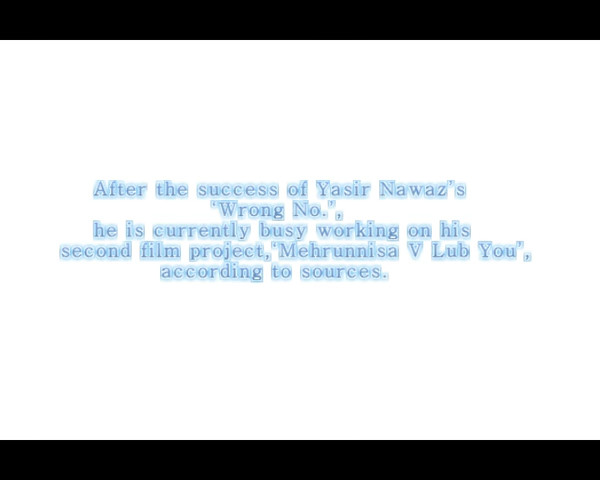 After the success of Yasir Nawaz's
'Wrong No.',
he is currently busy working on his
second film project,'Mehrunnisa V Lub You',
according to sources.